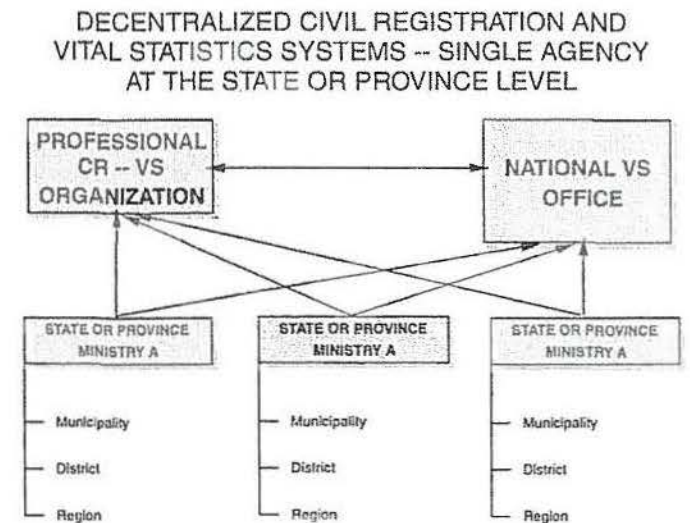 DECENTRALIZED CIVIL REGISTRATION AND
VITAL STATISTICS SYSTEMS -- SINGLE AGENCY
AT THE STATE OR PROVINCE LEVEL
PROFESSIONAL
CR -- VS
ORGANIZATION
NATIONAL VS
OFFICE
STATE OR PROVINCE
MINISTRY A
STATE OR PROVINCE
MINISTRY A
STATE OR PROVINCE
MINISTRY A
Municipality
District
Region
Municipality
District
Region
Municipality
District
Region